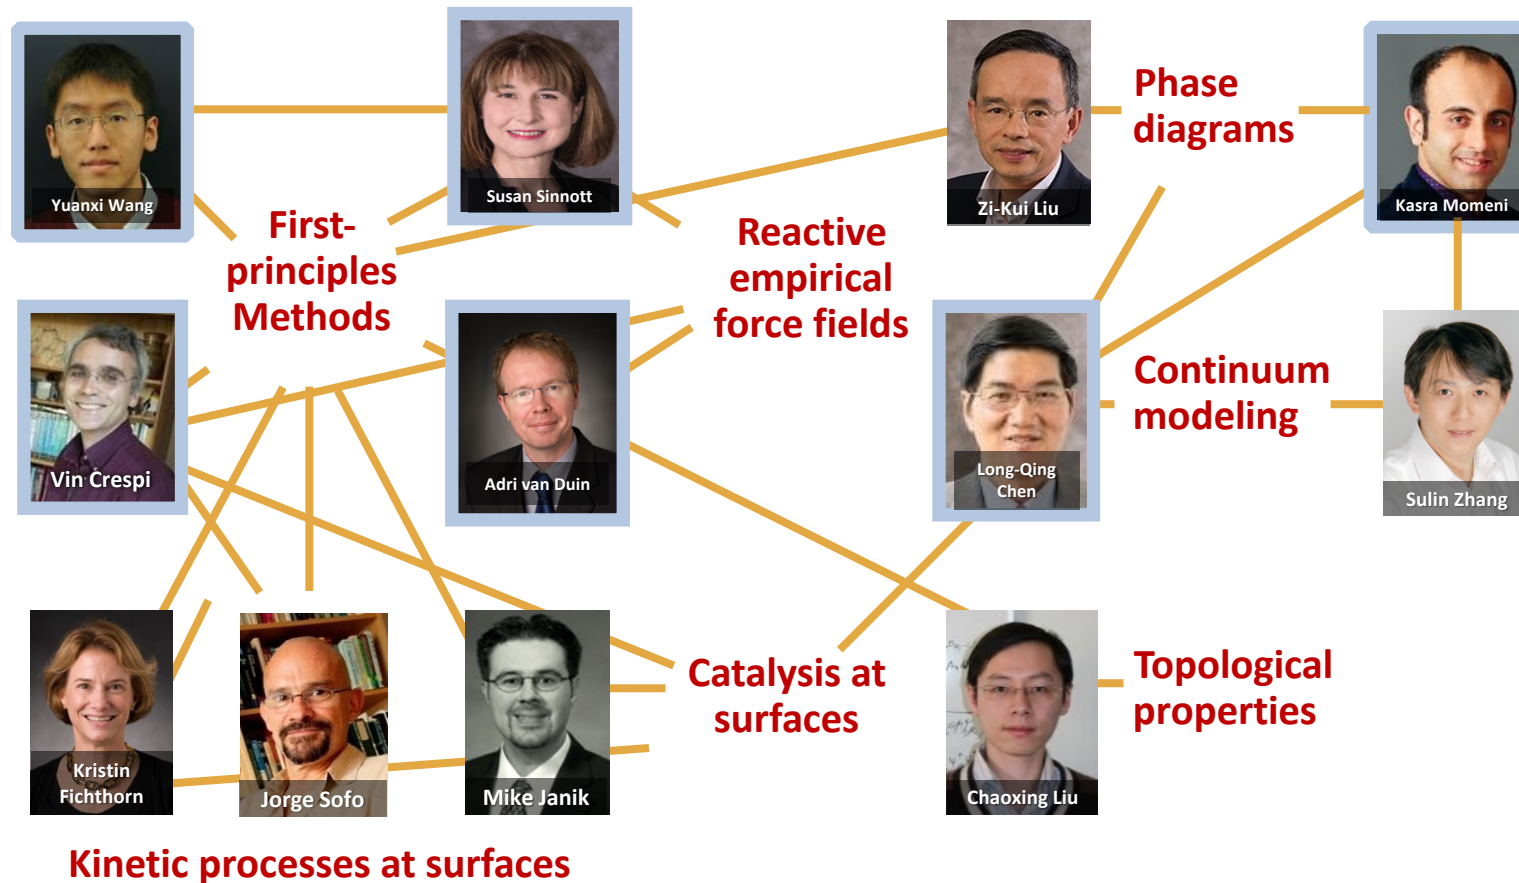 Yuanxi Wang
Susan Sinnott
Zi-Kui Liu
Phase
diagrams
Kasra Momeni
First-
principles
Methods
Reactive
empirical
force fields
Vin Crespi
Adri van Duin
Long-Qing
Chen
Continuum
modeling
Sulin Zhang
Kristin
Fichthorn
Jorge Sofo
Mike Janik
Catalysis at
surfaces
Chaoxing Liu
Topological
properties
Kinetic processes at surfaces